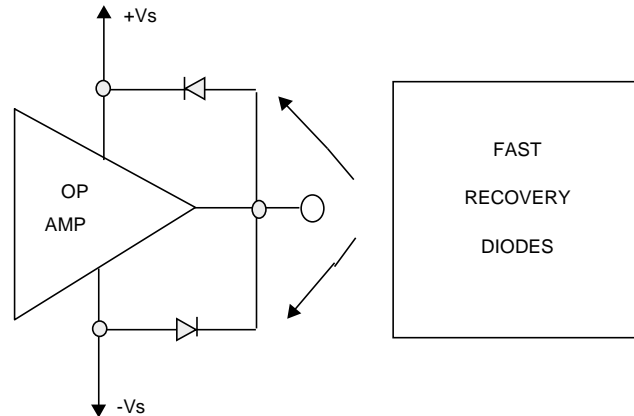 +Vs
OP
AMP
FAST
RECOVERY
DIODES
-Vs